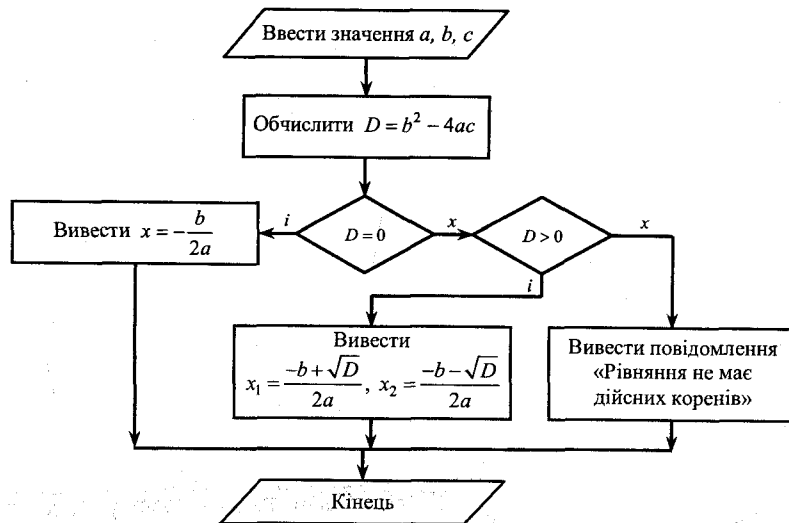 Ввести значення a, b, c
Обчислити D = b² − 4ac
Вивести x = −b/2a
i
D = 0
x
D > 0
x
i
Вивести
x₁ = (−b + √D)/2a, x₂ = (−b − √D)/2a
Вивести повідомлення
«Рівняння не має
дійсних коренів»
Кінець